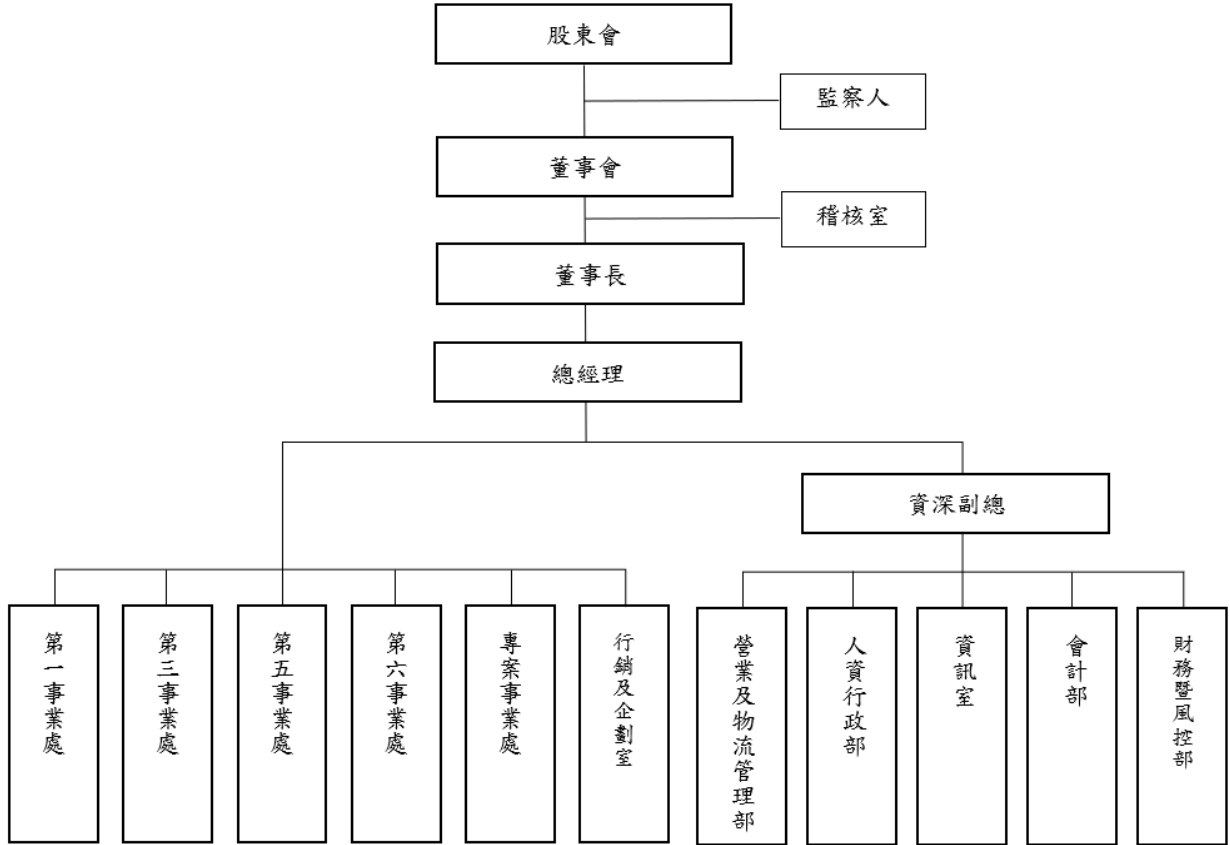 股東會
監察人
董事會
稽核室
董事長
總經理
資深副總
第一事業處
第三事業處
第五事業處
第六事業處
專案事業處
行銷及企劃室
營業及物流管理部
人資行政部
資訊室
會計部
財務暨風控部